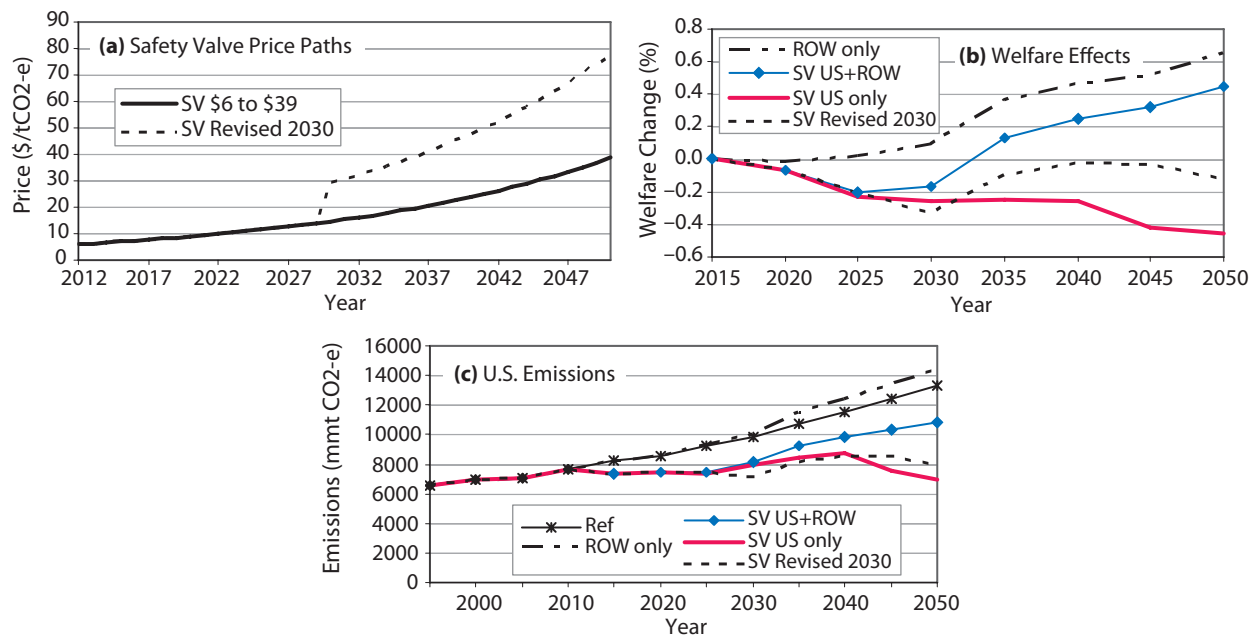 (a) Safety Valve Price Paths
Price ($/tCO2-e)
90
80
70
60
50
40
30
20
10
0
SV $6 to $39
SV Revised 2030
2012 2017 2022 2027 2032 2037 2042 2047
Year
(b) Welfare Effects
Welfare Change (%)
0.8
0.6
0.4
0.2
0.0
−0.2
−0.4
−0.6
ROW only
SV US+ROW
SV US only
SV Revised 2030
2015 2020 2025 2030 2035 2040 2045 2050
Year
(c) U.S. Emissions
Emissions (mmt CO2-e)
16000
14000
12000
10000
8000
6000
4000
2000
0
Ref
ROW only
SV US+ROW
SV US only
SV Revised 2030
2000 2010 2020 2030 2040 2050
Year